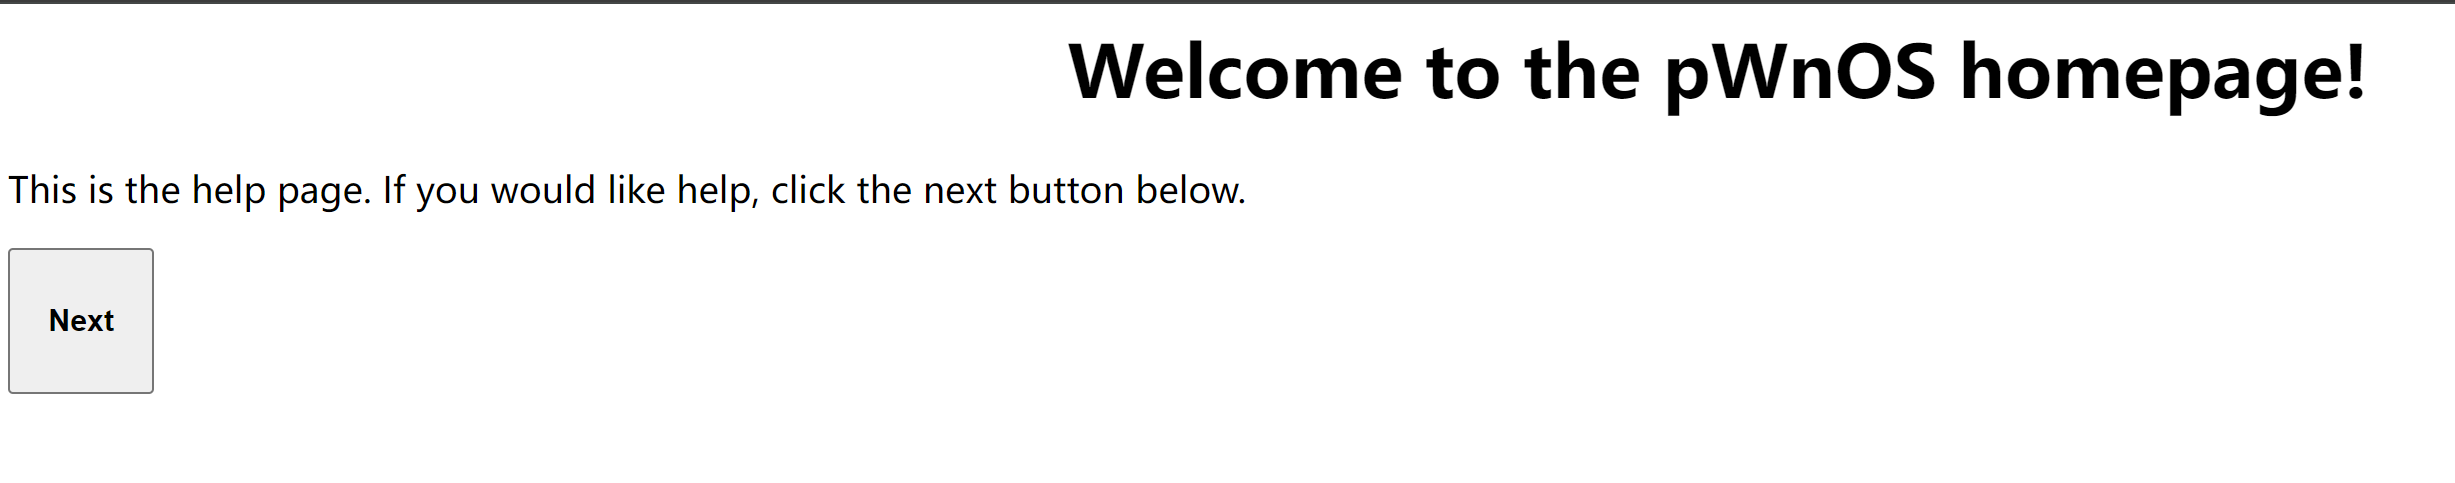 Welcome to the pWnOS homepage!
This is the help page. If you would like help, click the next button below.
Next